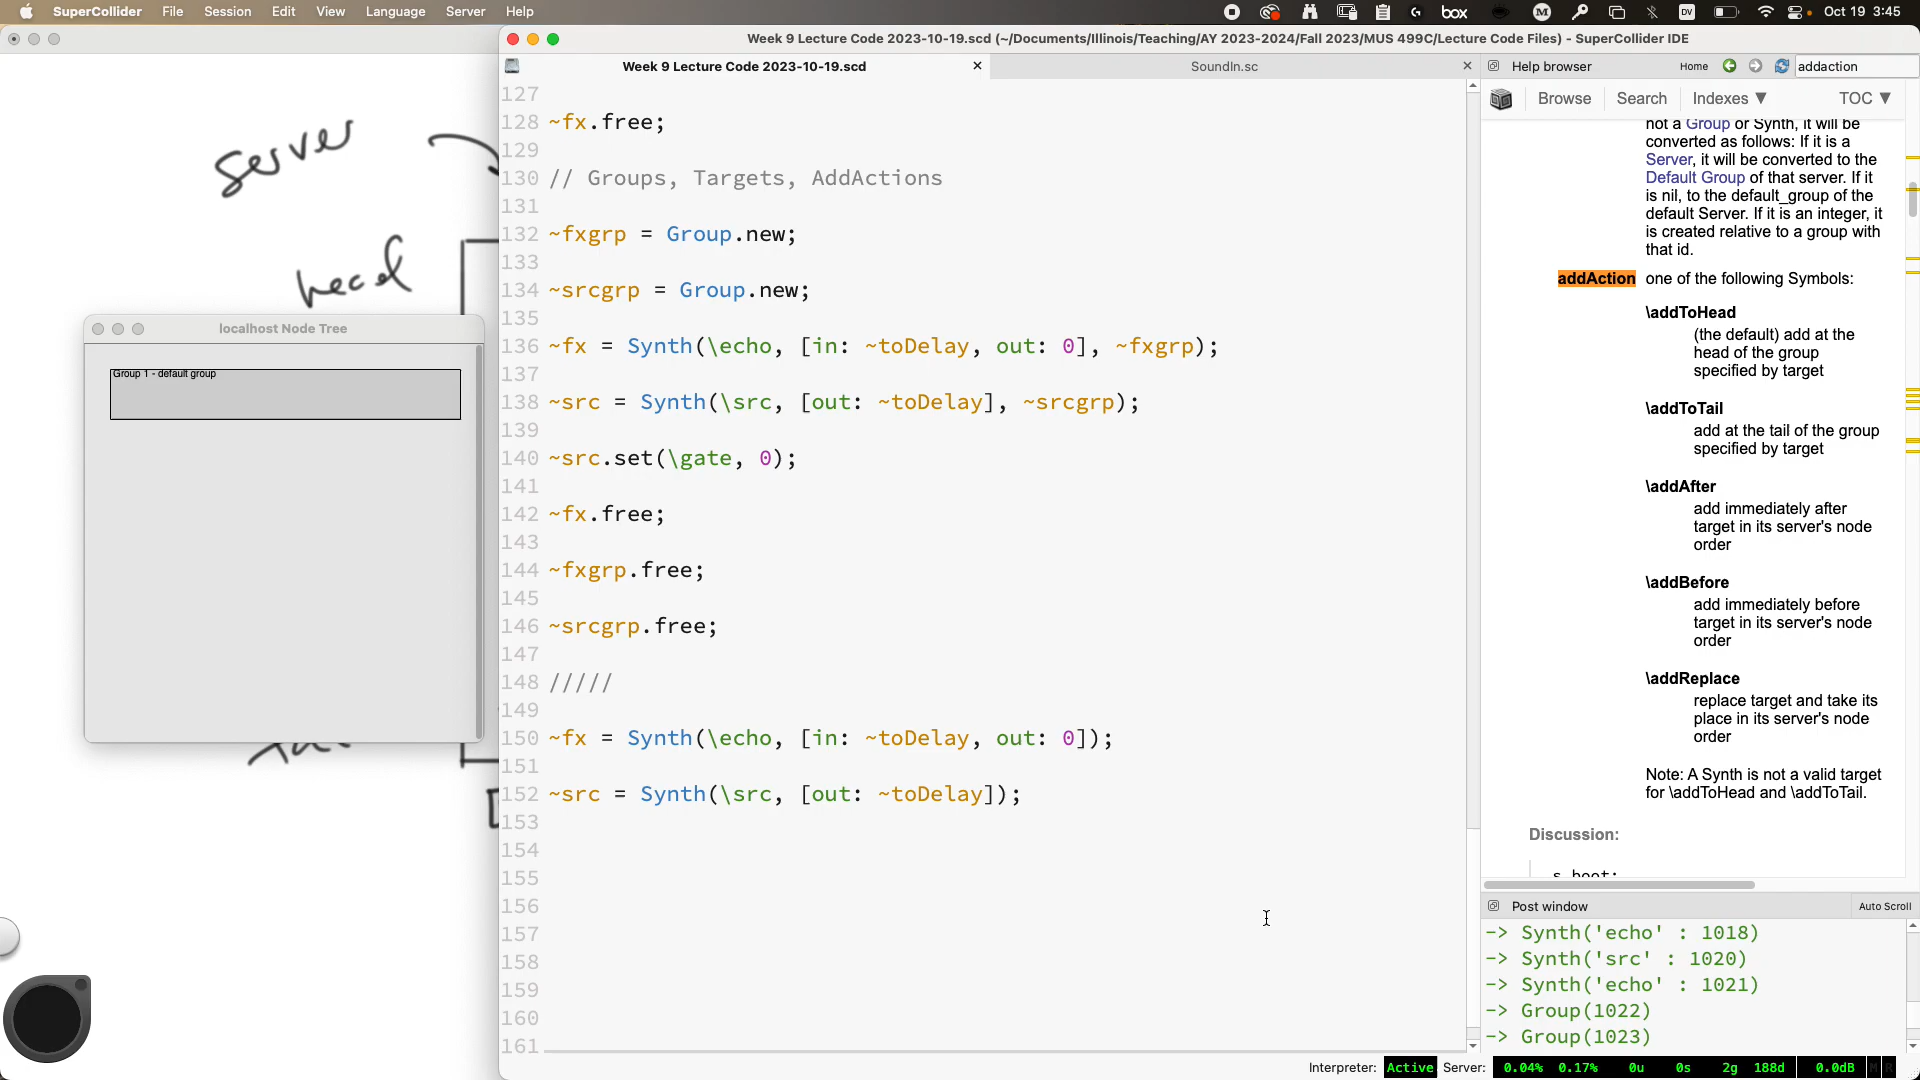 SuperCollider File Session Edit View Language Server Help
box DV Oct 19 3:45
Week 9 Lecture Code 2023-10-19.scd (~/Documents/Illinois/Teaching/AY 2023-2024/Fall 2023/MUS 499C/Lecture Code Files) - SuperCollider IDE
Week 9 Lecture Code 2023-10-19.scd
SoundIn.sc
Help browser Home addaction
Browse Search Indexes ▼ TOC ▼
server
head
localhost Node Tree
Group 1 - default group
127
128 ~fx.free;
129
130 // Groups, Targets, AddActions
131
132 ~fxgrp = Group.new;
133
134 ~srcgrp = Group.new;
135
136 ~fx = Synth(\echo, [in: ~toDelay, out: 0], ~fxgrp);
137
138 ~src = Synth(\src, [out: ~toDelay], ~srcgrp);
139
140 ~src.set(\gate, 0);
141
142 ~fx.free;
143
144 ~fxgrp.free;
145
146 ~srcgrp.free;
147
148 /////
149
150 ~fx = Synth(\echo, [in: ~toDelay, out: 0]);
151
152 ~src = Synth(\src, [out: ~toDelay]);
153
154
155
156
157
158
159
160
161
not a Group or Synth, it will be
converted as follows: If it is a
Server, it will be converted to the
Default Group of that server. If it
is nil, to the default_group of the
default Server. If it is an integer, it
is created relative to a group with
that id.
addAction one of the following Symbols:
\addToHead
(the default) add at the
head of the group
specified by target
\addToTail
add at the tail of the group
specified by target
\addAfter
add immediately after
target in its server's node
order
\addBefore
add immediately before
target in its server's node
order
\addReplace
replace target and take its
place in its server's node
order
Note: A Synth is not a valid target
for \addToHead and \addToTail.
Discussion:
s.boot;
Post window Auto Scroll
-> Synth('echo' : 1018)
-> Synth('src' : 1020)
-> Synth('echo' : 1021)
-> Group(1022)
-> Group(1023)
Interpreter: Active Server: 0.04% 0.17% 0u 0s 2g 188d 0.0dB M R